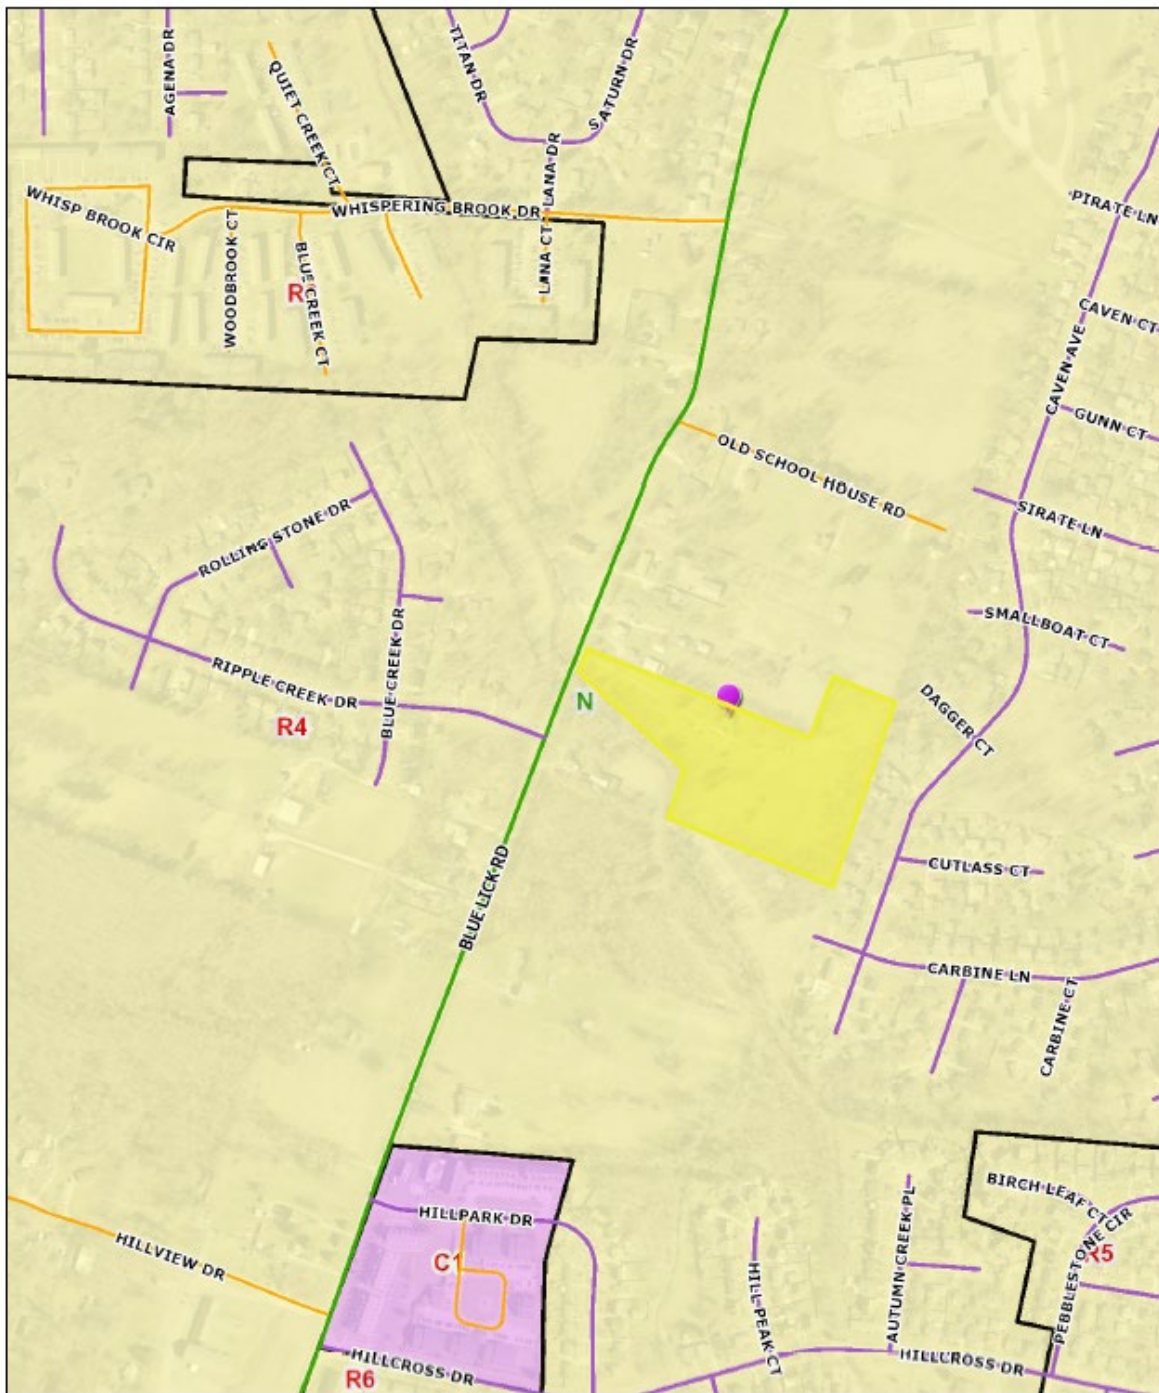 AGENA DR
QUIET CREEK CT
TITAN DR
SATURN DR
LANA DR
PIRATE LN
WHISP BROOK CIR
WHISPERING BROOK DR
WOODBROOK CT
BLUE CREEK CT
LANA CT
R
CAVEN CT
CAVEN AVE
GUNN CT
OLD SCHOOL HOUSE RD
SIRATE LN
ROLLING STONE DR
SMALLBOAT CT
RIPPLE CREEK DR
BLUE CREEK DR
N
R4
DAGGER CT
BLUE LICK RD
CUTLASS CT
CARBINE LN
CARBINE CT
BIRCH LEAF CT
PEBBLESTONE CIR
R5
HILLPARK DR
C1
HILLVIEW DR
HILL PEAK CT
AUTUMN CREEK PL
HILLCROSS DR
HILLCROSS DR
R6